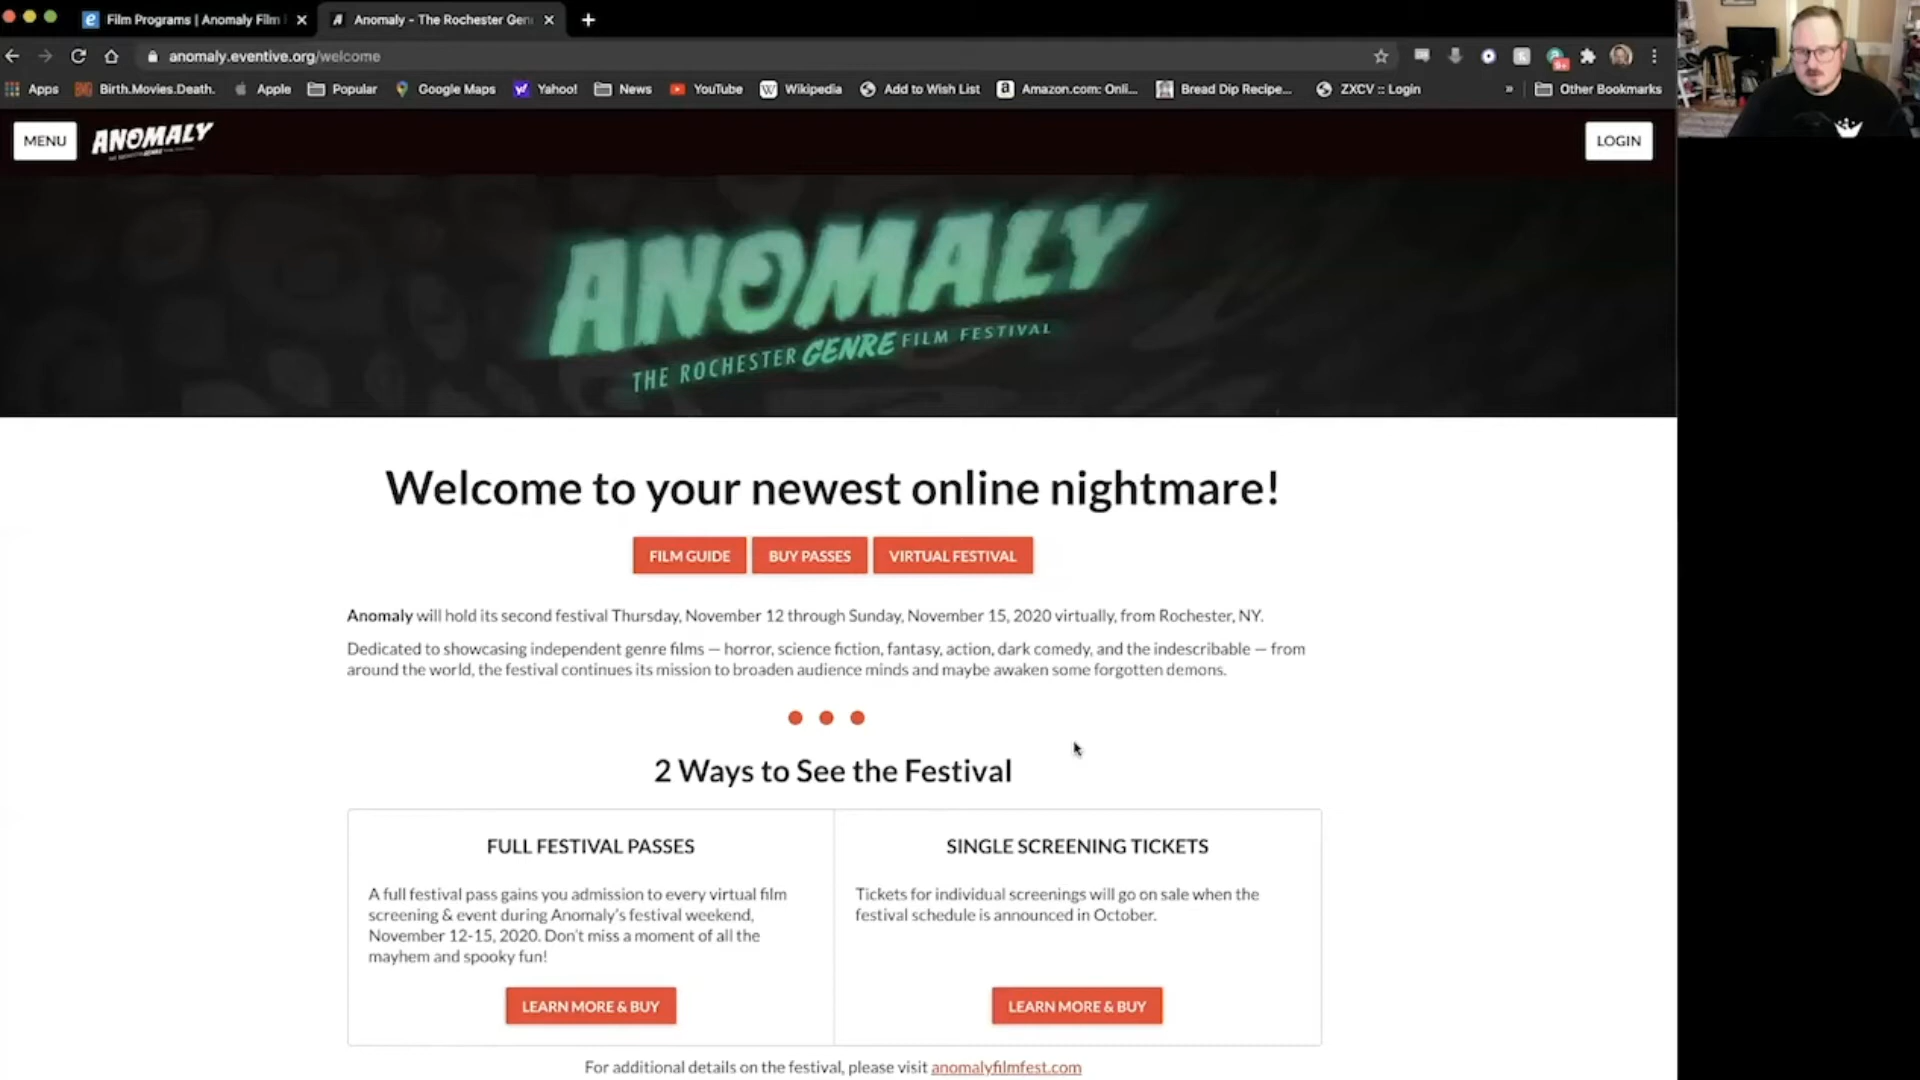 Film Programs | Anomaly Film
Anomaly - The Rochester Gen
anomaly.eventive.org/welcome
9+
Apps
Birth.Movies.Death.
Apple
Popular
Google Maps
Yahoo!
News
YouTube
Wikipedia
Add to Wish List
Amazon.com: Onli...
Bread Dip Recipe...
ZXCV :: Login
»
Other Bookmarks
MENU
ANOMALY
LOGIN
ANOMALY
THE ROCHESTER GENRE FILM FESTIVAL
Welcome to your newest online nightmare!
FILM GUIDE
BUY PASSES
VIRTUAL FESTIVAL
Anomaly will hold its second festival Thursday, November 12 through Sunday, November 15, 2020 virtually, from Rochester, NY.
Dedicated to showcasing independent genre films — horror, science fiction, fantasy, action, dark comedy, and the indescribable — from
around the world, the festival continues its mission to broaden audience minds and maybe awaken some forgotten demons.
2 Ways to See the Festival
FULL FESTIVAL PASSES
A full festival pass gains you admission to every virtual film
screening & event during Anomaly's festival weekend,
November 12-15, 2020. Don't miss a moment of all the
mayhem and spooky fun!
LEARN MORE & BUY
SINGLE SCREENING TICKETS
Tickets for individual screenings will go on sale when the
festival schedule is announced in October.
LEARN MORE & BUY
For additional details on the festival, please visit anomalyfilmfest.com